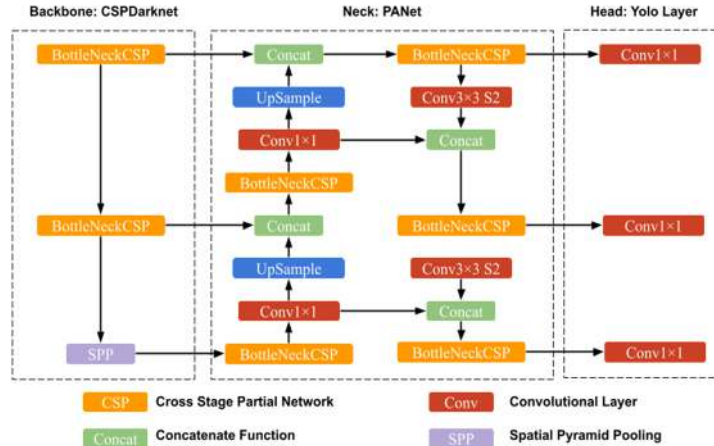 Backbone: CSPDarknet Neck: PANet Head: Yolo Layer
BottleNeckCSP Concat BottleNeckCSP Conv1×1
UpSample Conv3×3 S2
Conv1×1 Concat
BottleNeckCSP
BottleNeckCSP Concat BottleNeckCSP Conv1×1
UpSample Conv3×3 S2
Conv1×1 Concat
SPP BottleNeckCSP BottleNeckCSP Conv1×1
CSP Cross Stage Partial Network Conv Convolutional Layer
Concat Concatenate Function SPP Spatial Pyramid Pooling